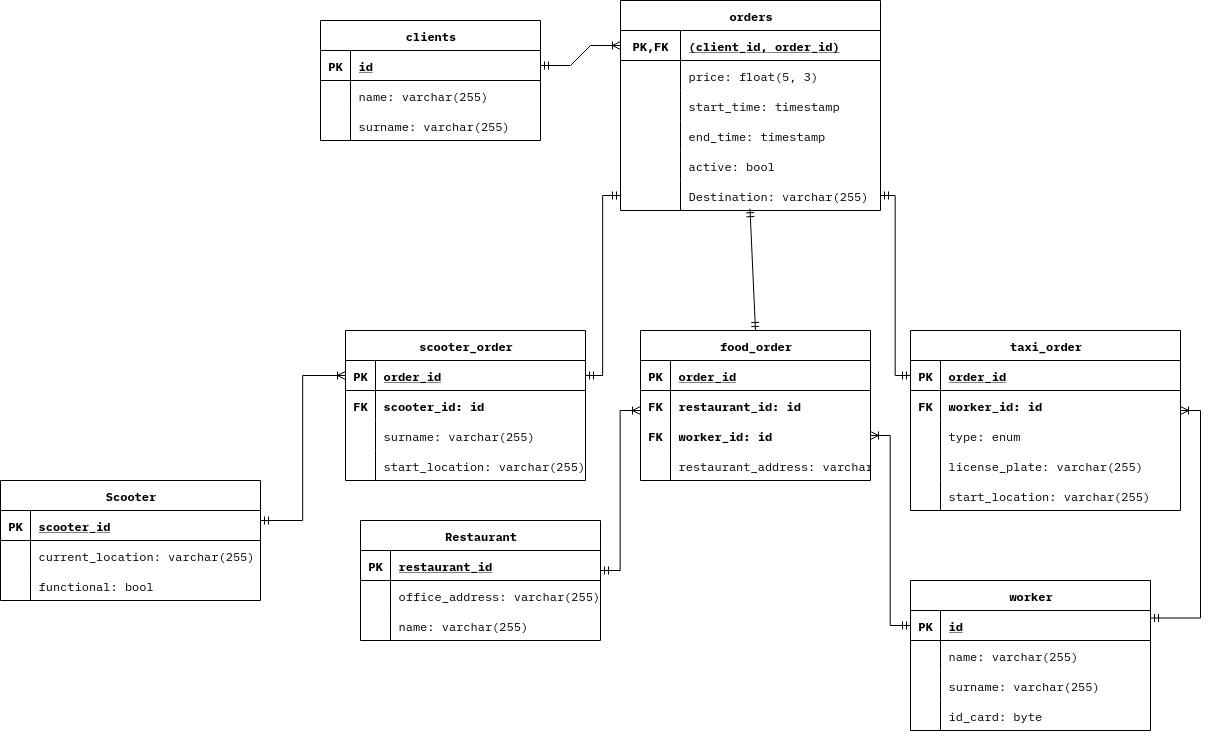 clients
PK id
name: varchar(255)
surname: varchar(255)
orders
PK,FK (client_id, order_id)
price: float(5, 3)
start_time: timestamp
end_time: timestamp
active: bool
Destination: varchar(255)
scooter_order
PK order_id
FK scooter_id: id
surname: varchar(255)
start_location: varchar(255)
food_order
PK order_id
FK restaurant_id: id
FK worker_id: id
restaurant_address: varchar
taxi_order
PK order_id
FK worker_id: id
type: enum
license_plate: varchar(255)
start_location: varchar(255)
Scooter
PK scooter_id
current_location: varchar(255)
functional: bool
Restaurant
PK restaurant_id
office_address: varchar(255)
name: varchar(255)
worker
PK id
name: varchar(255)
surname: varchar(255)
id_card: byte